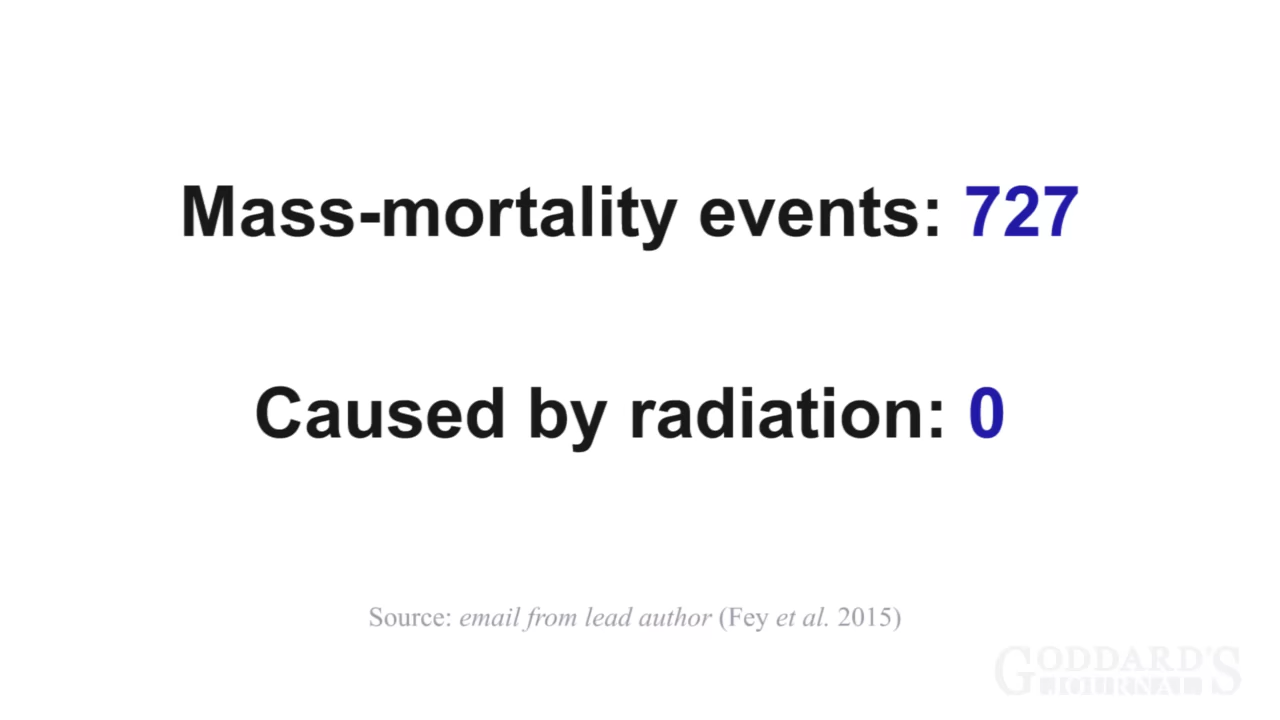 Mass-mortality events: 727
Caused by radiation: 0
Source: email from lead author (Fey et al. 2015)
GODDARD'S
JOURNAL